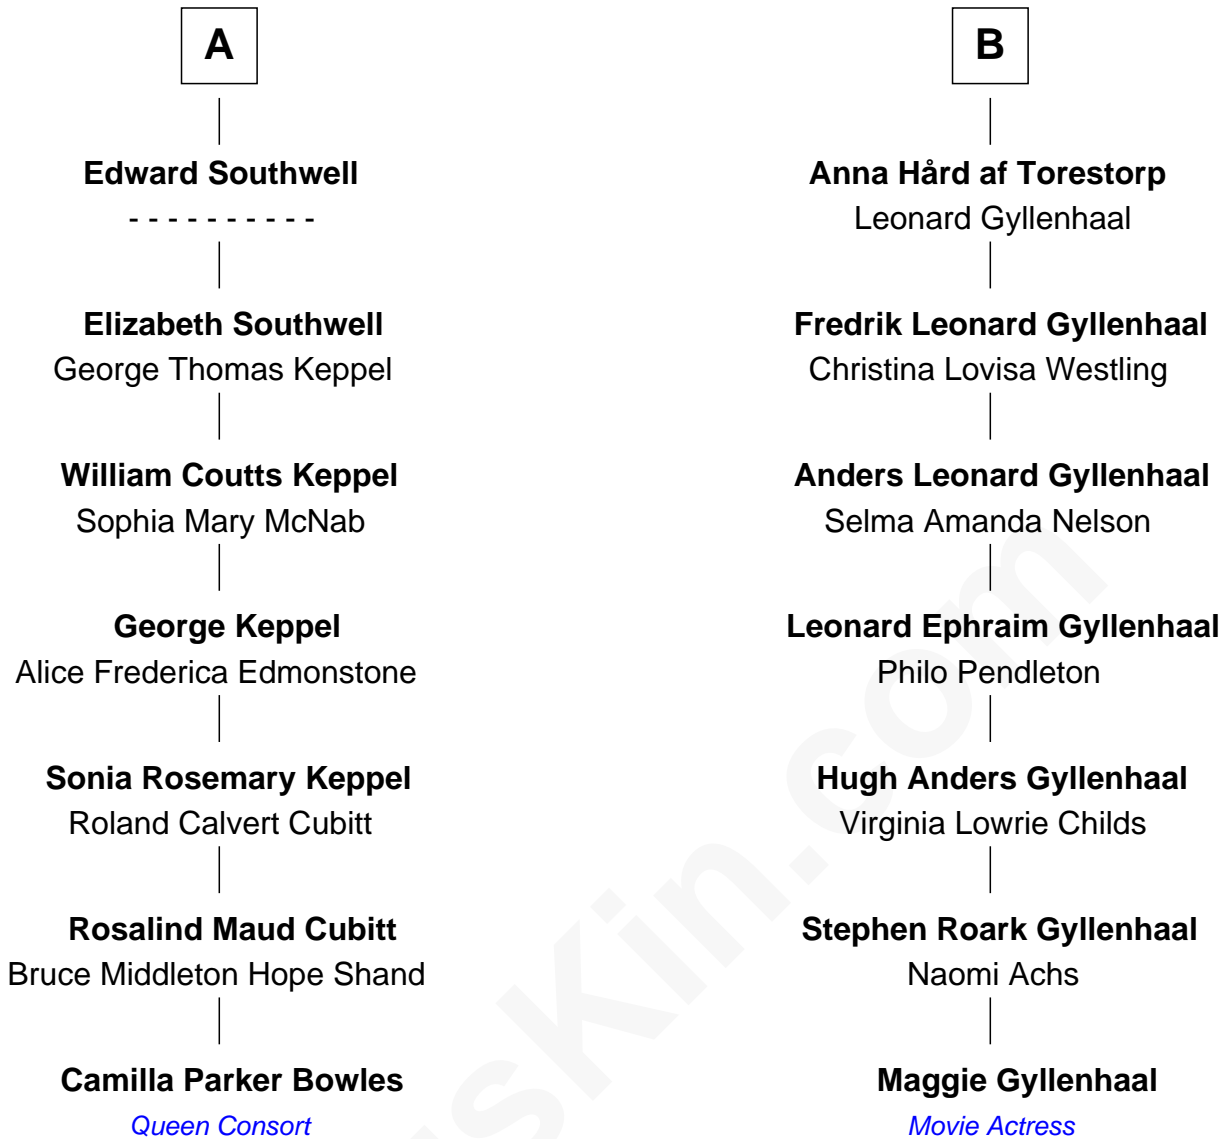 A
Edward Southwell
- - - - - - - - - -
Elizabeth Southwell
George Thomas Keppel
William Coutts Keppel
Sophia Mary McNab
George Keppel
Alice Frederica Edmonstone
Sonia Rosemary Keppel
Roland Calvert Cubitt
Rosalind Maud Cubitt
Bruce Middleton Hope Shand
Camilla Parker Bowles
Queen Consort
B
Anna Hård af Torestorp
Leonard Gyllenhaal
Fredrik Leonard Gyllenhaal
Christina Lovisa Westling
Anders Leonard Gyllenhaal
Selma Amanda Nelson
Leonard Ephraim Gyllenhaal
Philo Pendleton
Hugh Anders Gyllenhaal
Virginia Lowrie Childs
Stephen Roark Gyllenhaal
Naomi Achs
Maggie Gyllenhaal
Movie Actress